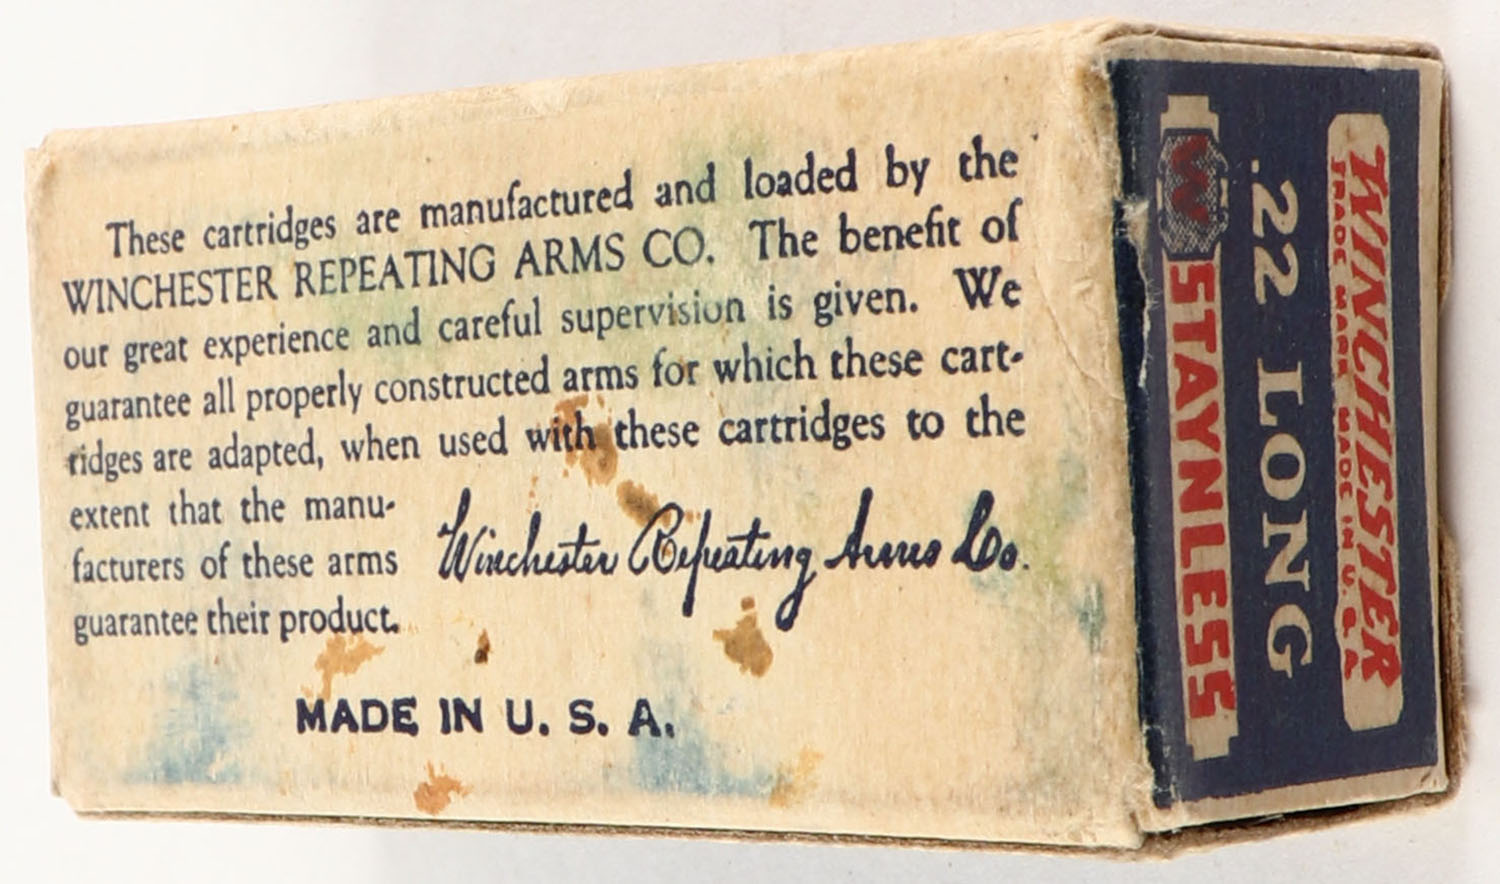 These cartridges are manufactured and loaded by the
WINCHESTER REPEATING ARMS CO. The benefit of
our great experience and careful supervision is given. We
guarantee all properly constructed arms for which these cart-
ridges are adapted, when used with these cartridges to the
extent that the manu-
facturers of these arms
guarantee their product.
Winchester Repeating Arms Co.
MADE IN U. S. A.
WINCHESTER
TRADE MARK MADE IN U.S.A.
.22 LONG
W STAYNLESS